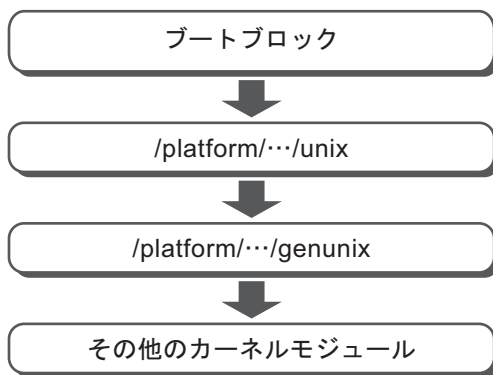 ブートブロック
/platform/…/unix
/platform/…/genunix
その他のカーネルモジュール